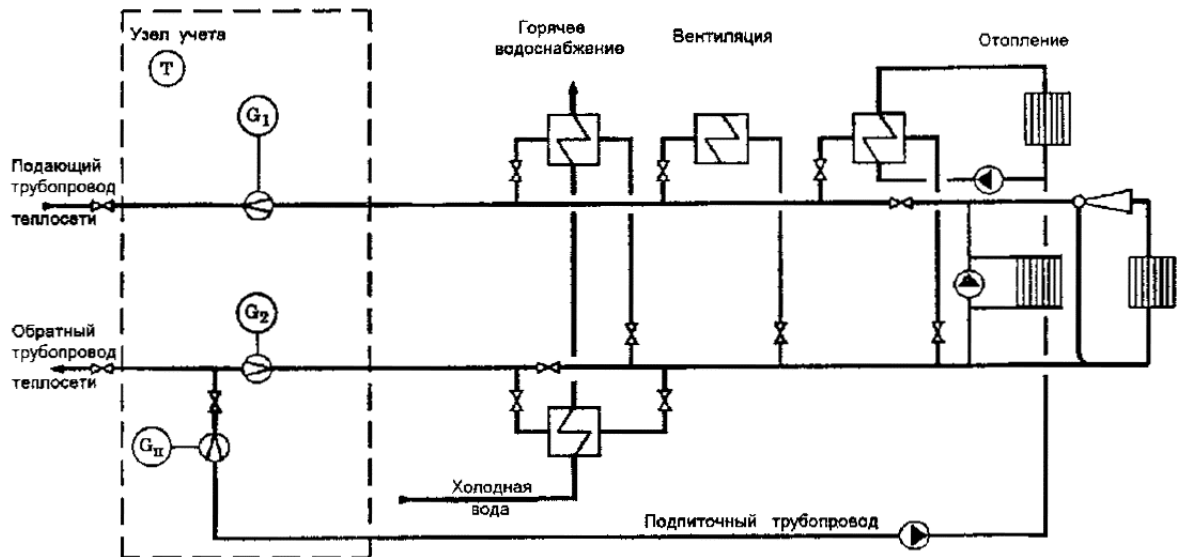 Узел учета
T
G1
Горячее
водоснабжение
Вентиляция
Отопление
Подающий
трубопровод
теплосети
G2
Обратный
трубопровод
теплосети
Gп
Холодная
вода
Подпиточный трубопровод